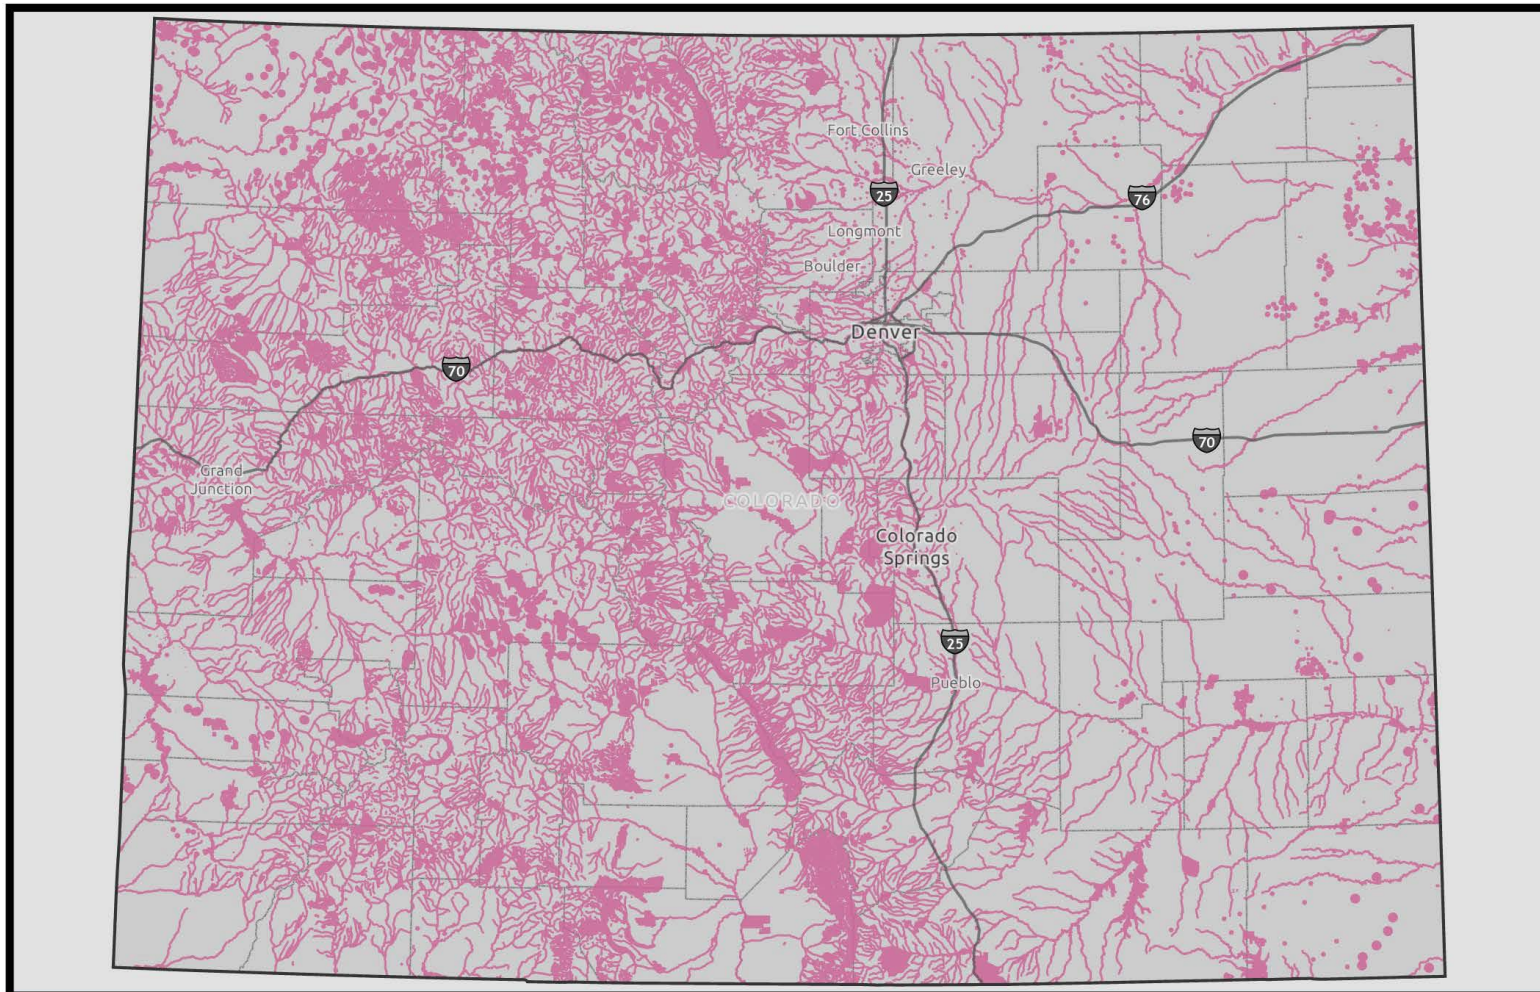 Fort Collins
Greeley
25
76
Longmont
Boulder
Denver
70
70
Grand
Junction
COLORADO
Colorado
Springs
25
Pueblo